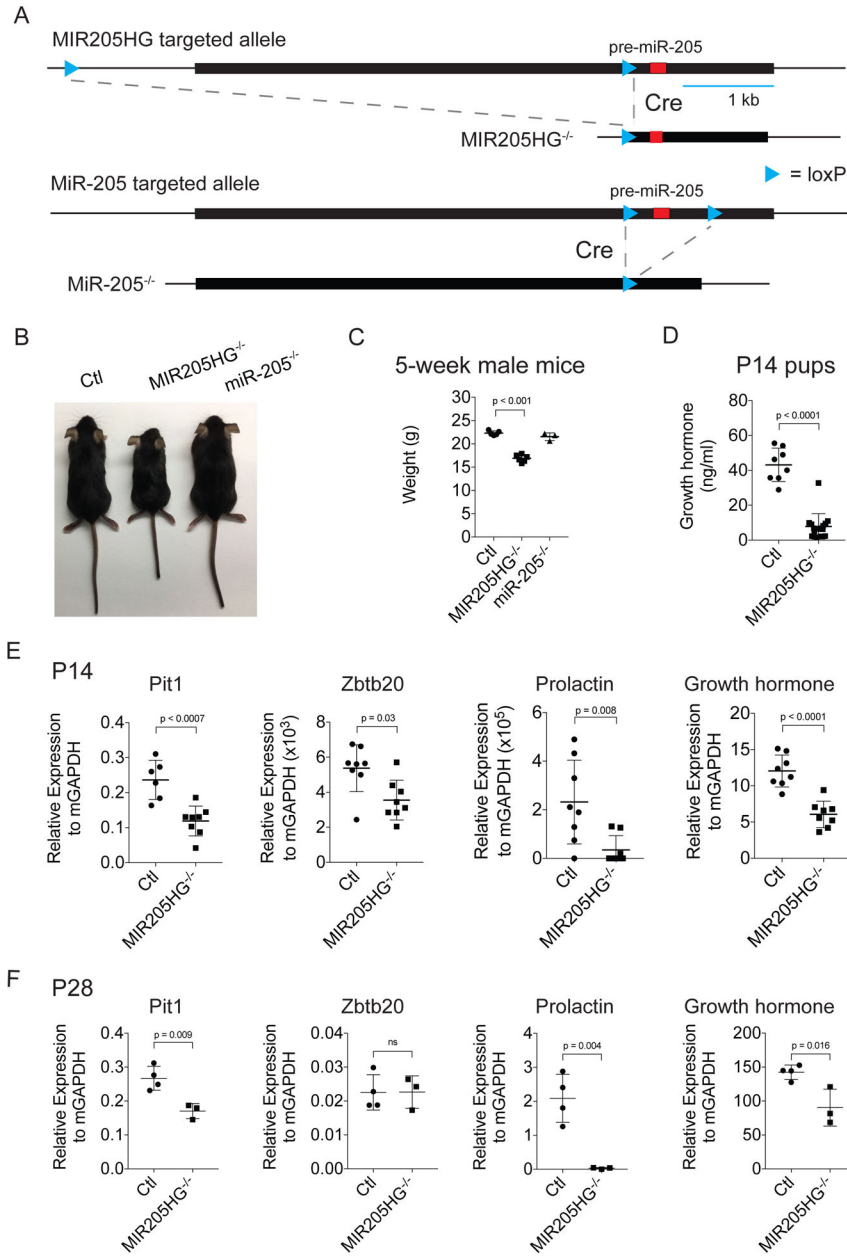 A
MIR205HG targeted allele
pre-miR-205
Cre
1 kb
MIR205HG-/-
= loxP
MiR-205 targeted allele
pre-miR-205
Cre
MiR-205-/-
B
Ctl
MIR205HG-/-
miR-205-/-
C
5-week male mice
p < 0.001
Weight (g)
30
25
20
15
10
5
0
Ctl
MIR205HG-/-
miR-205-/-
D
P14 pups
p < 0.0001
Growth hormone
(ng/ml)
80
60
40
20
0
Ctl
MIR205HG-/-
E
P14
Pit1
p < 0.0007
Relative Expression
to mGAPDH
0.4
0.3
0.2
0.1
0.0
Ctl
MIR205HG-/-
Zbtb20
p = 0.03
Relative Expression
to mGAPDH (x10³)
8
6
4
2
0
Ctl
MIR205HG-/-
Prolactin
p = 0.008
Relative Expression
to mGAPDH (x10⁵)
6
4
2
0
Ctl
MIR205HG-/-
Growth hormone
p < 0.0001
Relative Expression
to mGAPDH
20
15
10
5
0
Ctl
MIR205HG-/-
F
P28
Pit1
p = 0.009
Relative Expression
to mGAPDH
0.4
0.3
0.2
0.1
0.0
Ctl
MIR205HG-/-
Zbtb20
ns
Relative Expression
to mGAPDH
0.04
0.03
0.02
0.01
0.00
Ctl
MIR205HG-/-
Prolactin
p = 0.004
Relative Expression
to mGAPDH
4
3
2
1
0
Ctl
MIR205HG-/-
Growth hormone
p = 0.016
Relative Expression
to mGAPDH
200
150
100
50
0
Ctl
MIR205HG-/-